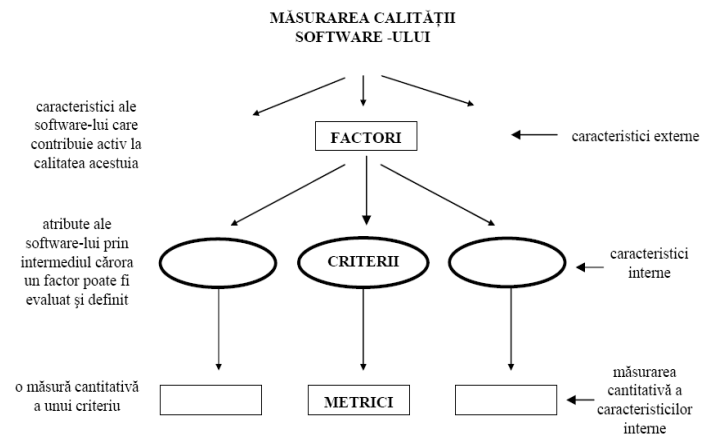 MĂSURAREA CALITĂȚII
SOFTWARE -ULUI
caracteristici ale
software-lui care
contribuie activ la
calitatea acestuia
FACTORI
caracteristici externe
atribute ale
software-lui prin
intermediul cărora
un factor poate fi
evaluat și definit
CRITERII
caracteristici
interne
o măsură cantitativă
a unui criteriu
METRICI
măsurarea
cantitativă a
caracteristicilor
interne